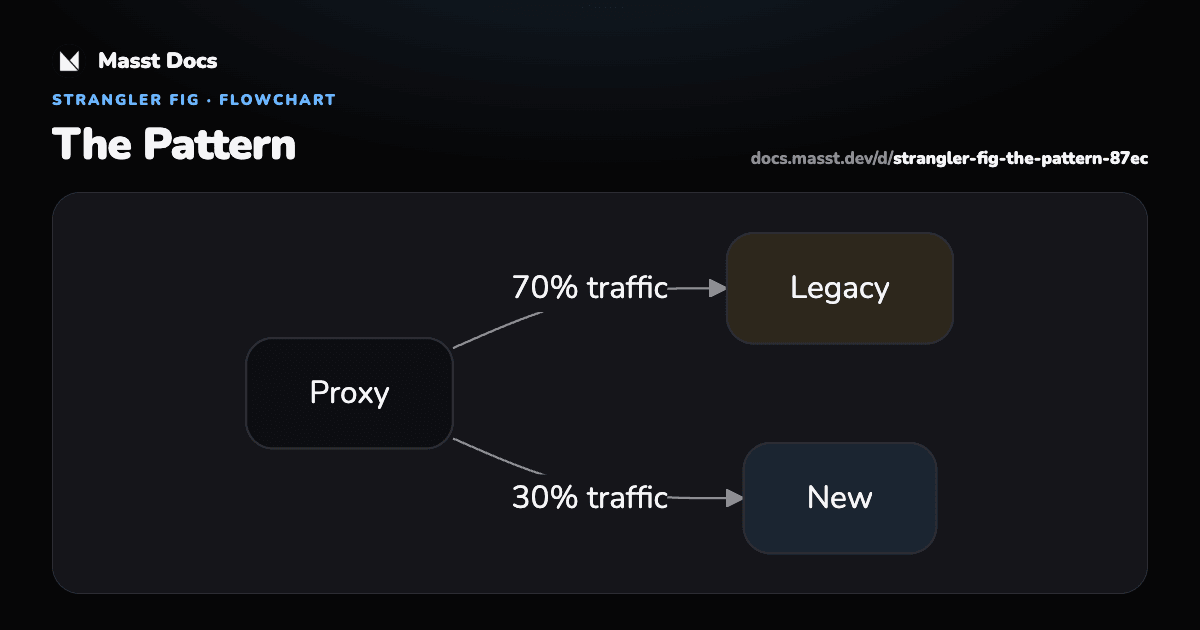 Masst Docs
STRANGLER FIG · FLOWCHART
The Pattern
docs.masst.dev/d/strangler-fig-the-pattern-87ec
70% traffic
Legacy
Proxy
30% traffic
New